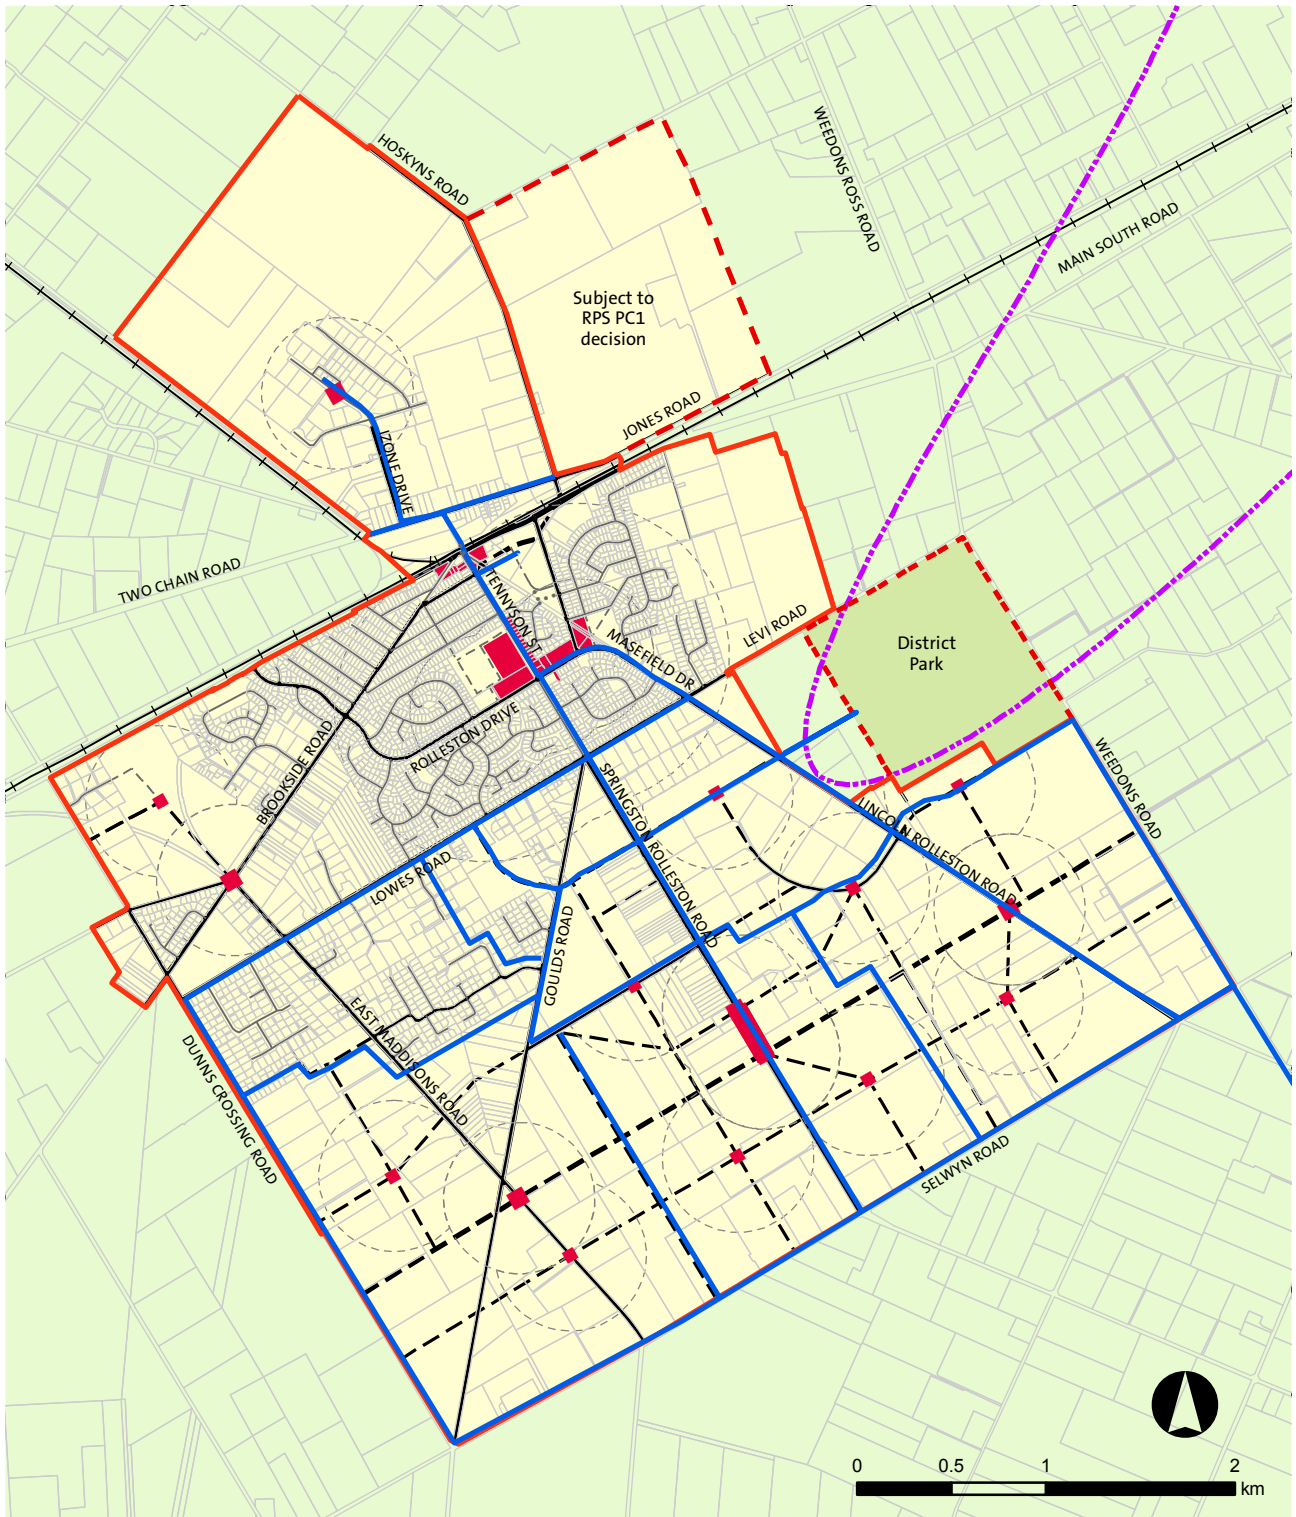 HOSKYNS ROAD
WEEDONS ROSS ROAD
MAIN SOUTH ROAD
Subject to
RPS PC1
decision
JONES ROAD
IZONE DRIVE
TWO CHAIN ROAD
TENNYSON ST
MASEFIELD DR
LEVI ROAD
District
Park
ROLLESTON DRIVE
BROOKSIDE ROAD
SPRINGSTON ROLLESTON ROAD
WEEDONS ROAD
LINCOLN ROLLESTON ROAD
LOWES ROAD
GOULDS ROAD
EAST MADDISONS ROAD
DUNNS CROSSING ROAD
SELWYN ROAD
0 0.5 1 2
km